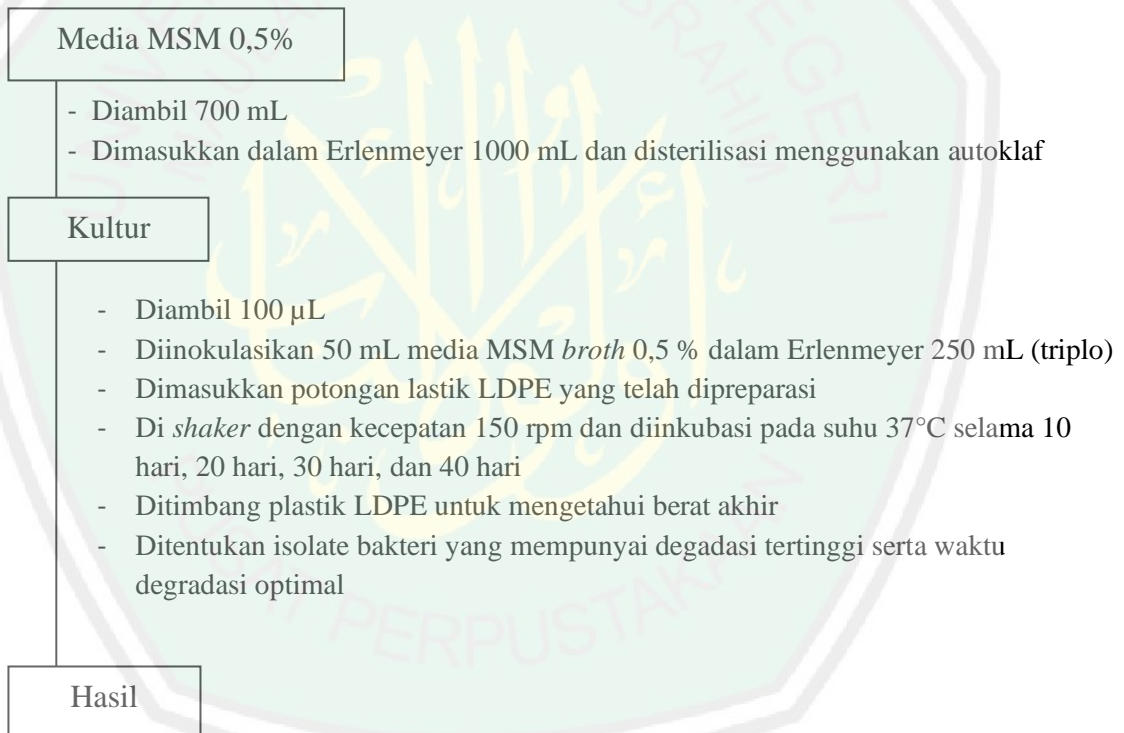 Media MSM 0,5%
- Diambil 700 mL
- Dimasukkan dalam Erlenmeyer 1000 mL dan disterilisasi menggunakan autoklaf
Kultur
- Diambil 100 µL
- Diinokulasikan 50 mL media MSM broth 0,5 % dalam Erlenmeyer 250 mL (triplo)
- Dimasukkan potongan lastik LDPE yang telah dipreparasi
- Di shaker dengan kecepatan 150 rpm dan diinkubasi pada suhu 37°C selama 10
hari, 20 hari, 30 hari, dan 40 hari
- Ditimbang plastik LDPE untuk mengetahui berat akhir
- Ditentukan isolate bakteri yang mempunyai degadasi tertinggi serta waktu
degradasi optimal
Hasil
PUSAT PERPUSTAKAAN